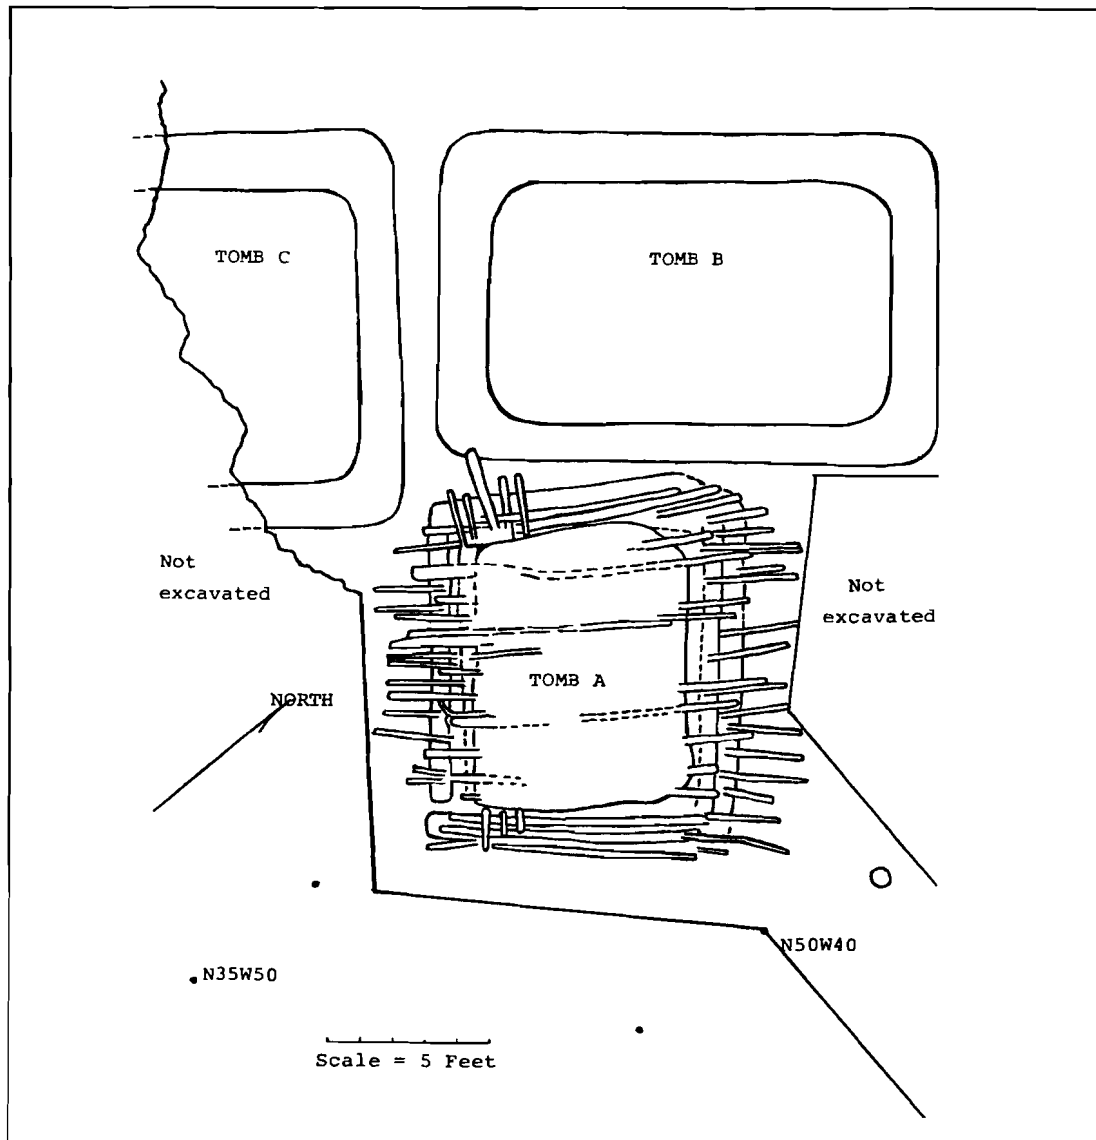 TOMB C
TOMB B
Not
excavated
Not
excavated
TOMB A
NORTH
N50W40
N35W50
Scale = 5 Feet